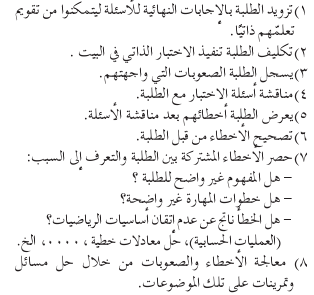 ١) تزويد الطلبة بالاجابات النهائية للأسئلة ليتمكنوا من تقويم
تعلمهم ذاتيًا.
٢) تكليف الطلبة تنفيذ الاختبار الذاتي في البيت .
٣) يسجل الطلبة الصعوبات التي واجهتهم.
٤) مناقشة أسئلة الاختبار مع الطلبة.
٥) يعرض الطلبة أخطائهم بعد مناقشة الأسئلة.
٦) تصحيح الأخطاء من قبل الطلبة.
٧) حصر الأخطاء المشتركة بين الطلبة والتعرف إلى السبب:
– هل المفهوم غير واضح للطلبة ؟
– هل خطوات المهارة غير واضحة؟
– هل الخطأ ناتج عن عدم إتقان أساسيات الرياضيات؟
(العمليات الحسابية)، حل معادلات خطية ، ٠٠٠٠، الخ.
٨) معالجة الأخطاء والصعوبات من خلال حل مسائل
وتمرينات على تلك الموضوعات.